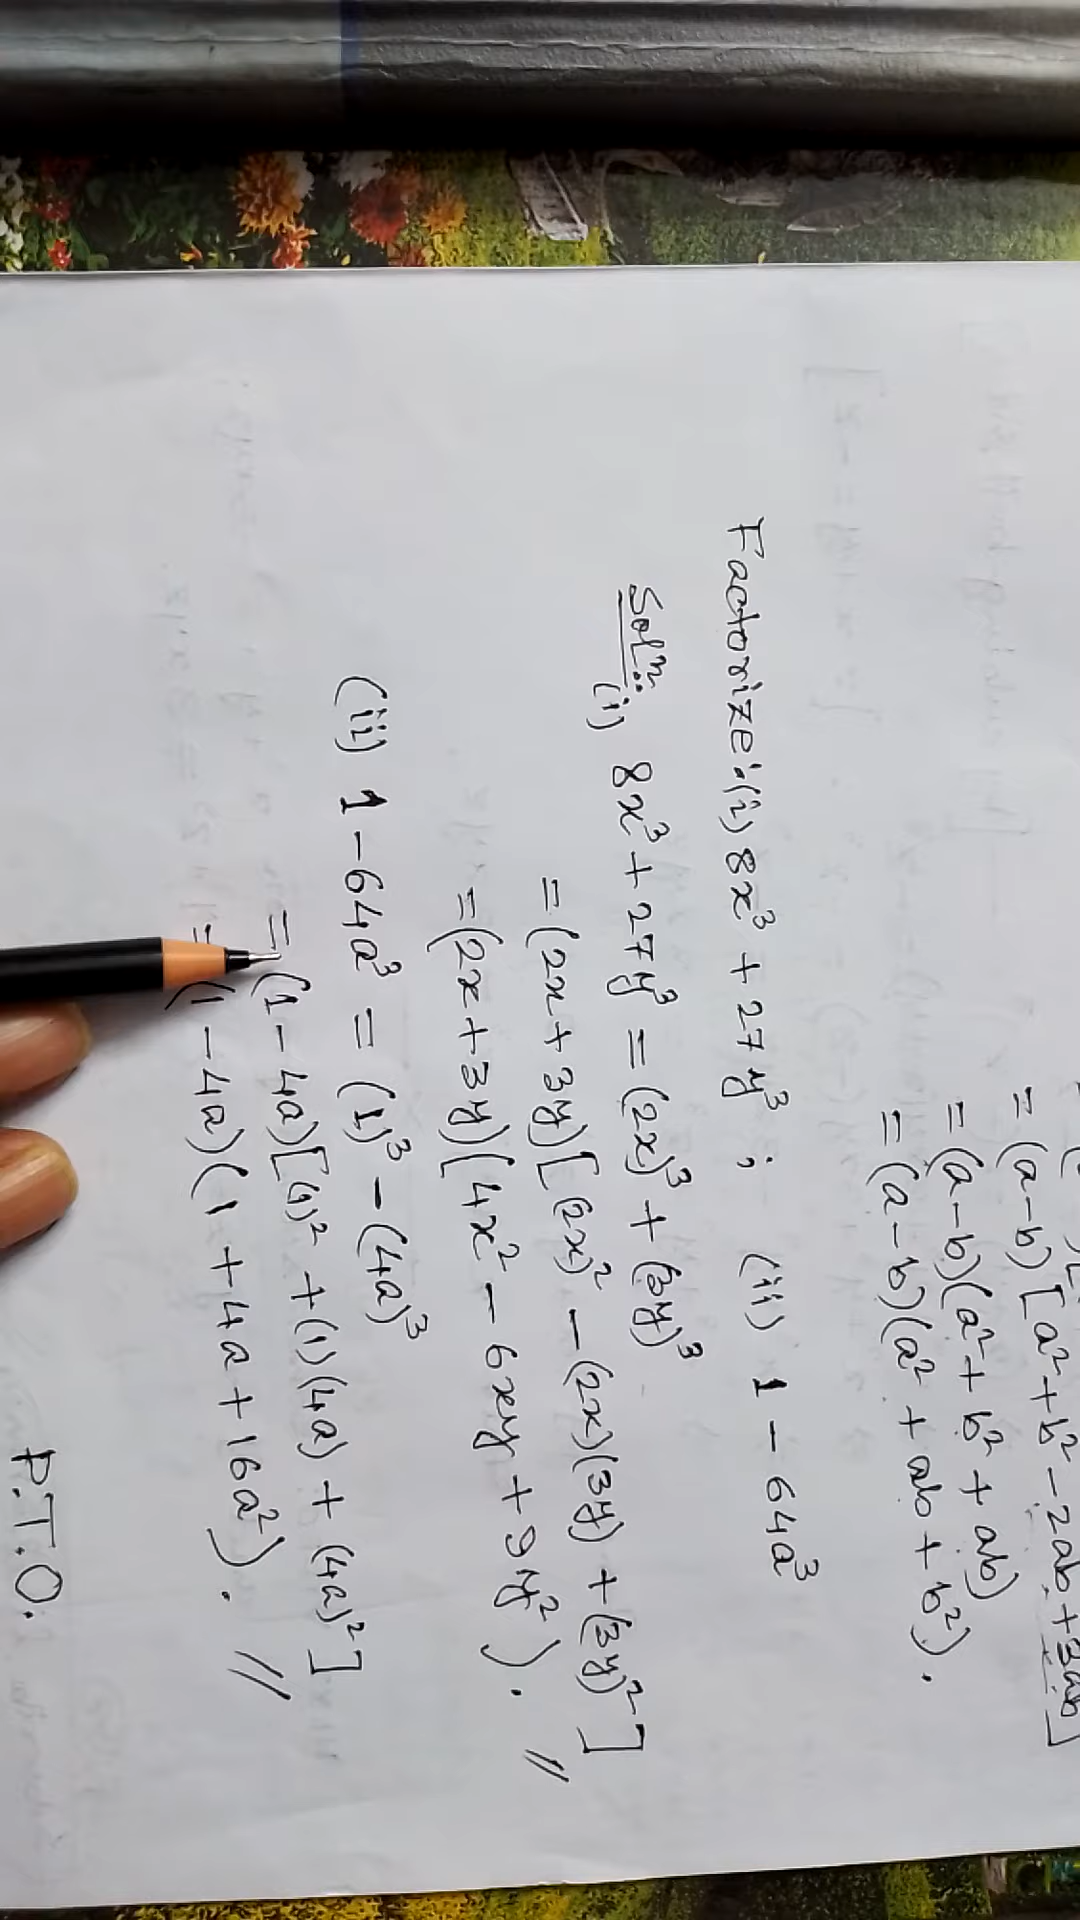 = (a-b)[a² + b² - 2ab + 3ab]
= (a-b)(a² + b² + ab)
= (a-b)(a² + ab + b²).
Factorize:(i) 8x³ + 27y³ ; (ii) 1 - 64a³
Solⁿ: (i) 8x³ + 27y³ = (2x)³ + (3y)³
= (2x + 3y)[(2x)² - (2x)(3y) + (3y)²]
= (2x + 3y)(4x² - 6xy + 9y²). //
(ii) 1 - 64a³ = (1)³ - (4a)³
= (1 - 4a)[(1)² + (1)(4a) + (4a)²]
= (1 - 4a)(1 + 4a + 16a²). //
P.T.O.